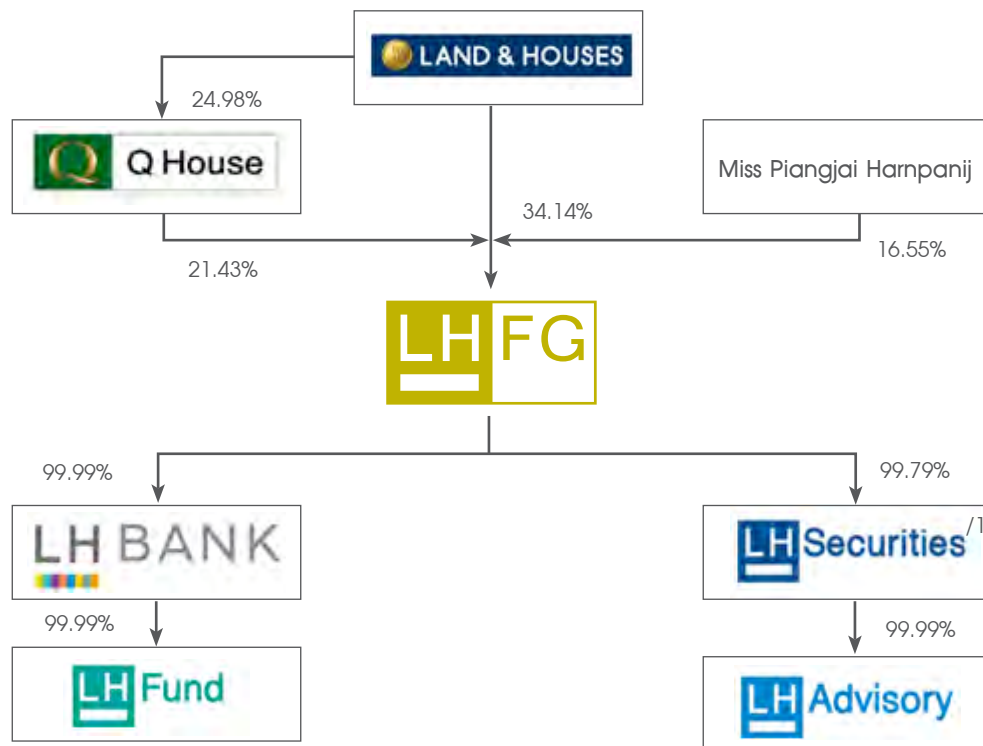 LAND & HOUSES
24.98%
Q Q House
Miss Piangjai Harnpanij
34.14%
21.43%
16.55%
LH FG
99.99%
99.79%
LH BANK
LH Securities /1
99.99%
99.99%
LH Fund
LH Advisory